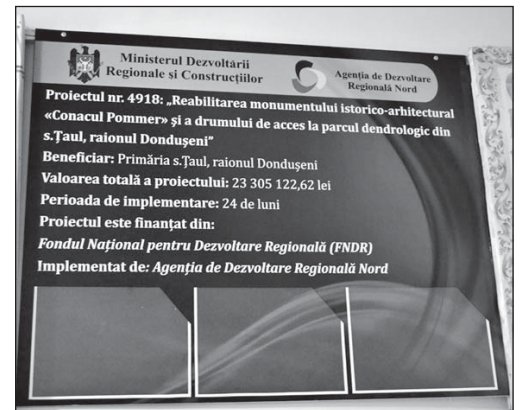 Ministerul Dezvoltării
Regionale și Construcțiilor
Agenția de Dezvoltare
Regională Nord
Proiectul nr. 4918: „Reabilitarea monumentului istorico-arhitectural
«Conacul Pommer» și a drumului de acces la parcul dendrologic din
s.Țaul, raionul Dondușeni”
Beneficiar: Primăria s.Țaul, raionul Dondușeni
Valoarea totală a proiectului: 23 305 122,62 lei
Perioada de implementare: 24 de luni
Proiectul este finanțat din:
Fondul Național pentru Dezvoltare Regională (FNDR)
Implementat de: Agenția de Dezvoltare Regională Nord